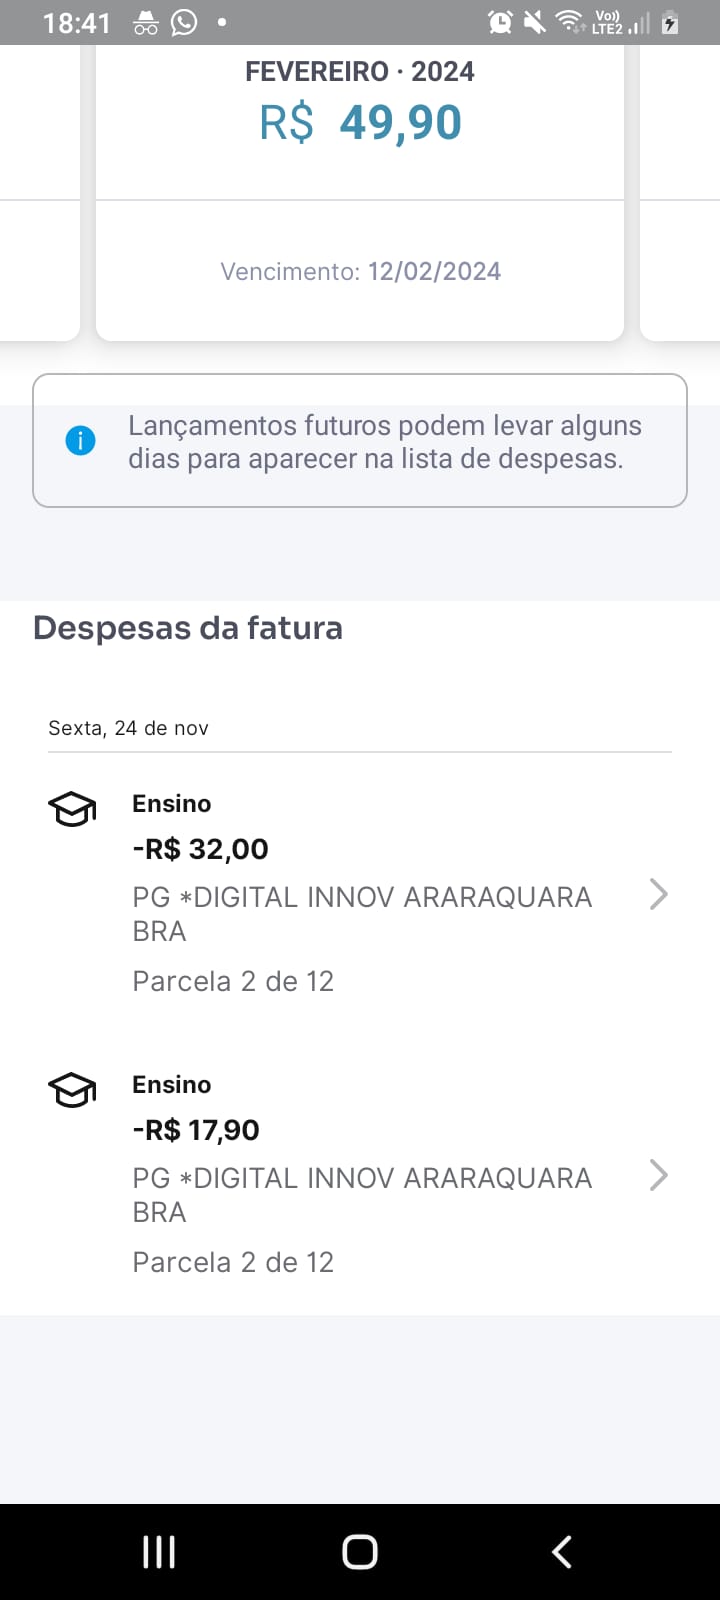 18:41
Vo)) LTE2
FEVEREIRO · 2024
R$ 49,90
Vencimento: 12/02/2024
Lançamentos futuros podem levar alguns
dias para aparecer na lista de despesas.
Despesas da fatura
Sexta, 24 de nov
Ensino
-R$ 32,00
PG *DIGITAL INNOV ARARAQUARA
BRA
Parcela 2 de 12
Ensino
-R$ 17,90
PG *DIGITAL INNOV ARARAQUARA
BRA
Parcela 2 de 12